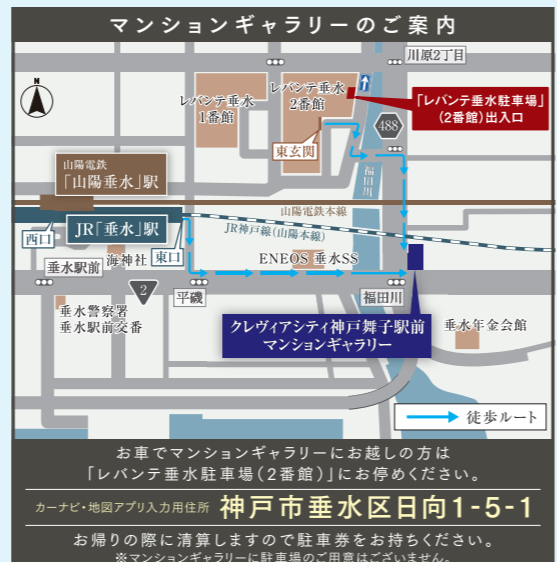 マンションギャラリーのご案内
川原2丁目
N
レバンテ垂水
1番館
レバンテ垂水
2番館
「レバンテ垂水駐車場」
(2番館)出入口
488
東玄関
福田川
山陽電鉄
「山陽垂水」駅
山陽電鉄本線
JR神戸線(山陽本線)
JR「垂水」駅
西口
東口
海神社
垂水駅前
ENEOS 垂水SS
2
平磯
福田川
垂水警察署
垂水駅前交番
クレヴィアシティ神戸舞子駅前
マンションギャラリー
垂水年金会館
徒歩ルート
お車でマンションギャラリーにお越しの方は
「レバンテ垂水駐車場(2番館)」にお停めください。
カーナビ・地図アプリ入力用住所 神戸市垂水区日向1-5-1
お帰りの際に清算しますので駐車券をお持ちください。
※マンションギャラリーに駐車場のご用意はございません。